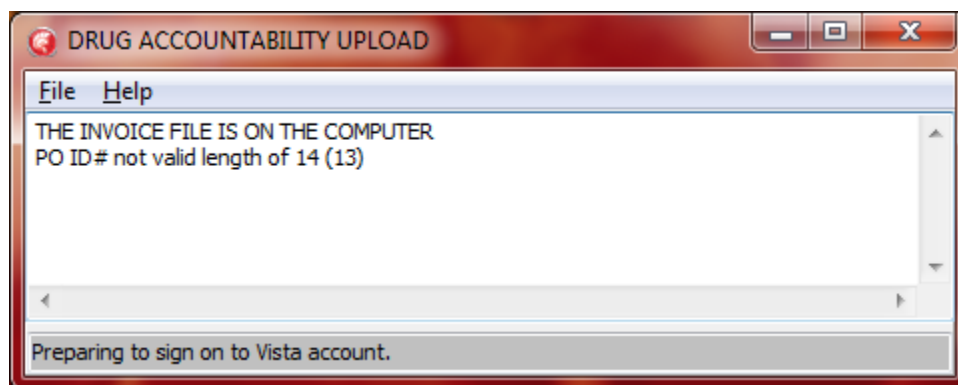 DRUG ACCOUNTABILITY UPLOAD
File Help
THE INVOICE FILE IS ON THE COMPUTER
PO ID# not valid length of 14 (13)
Preparing to sign on to Vista account.